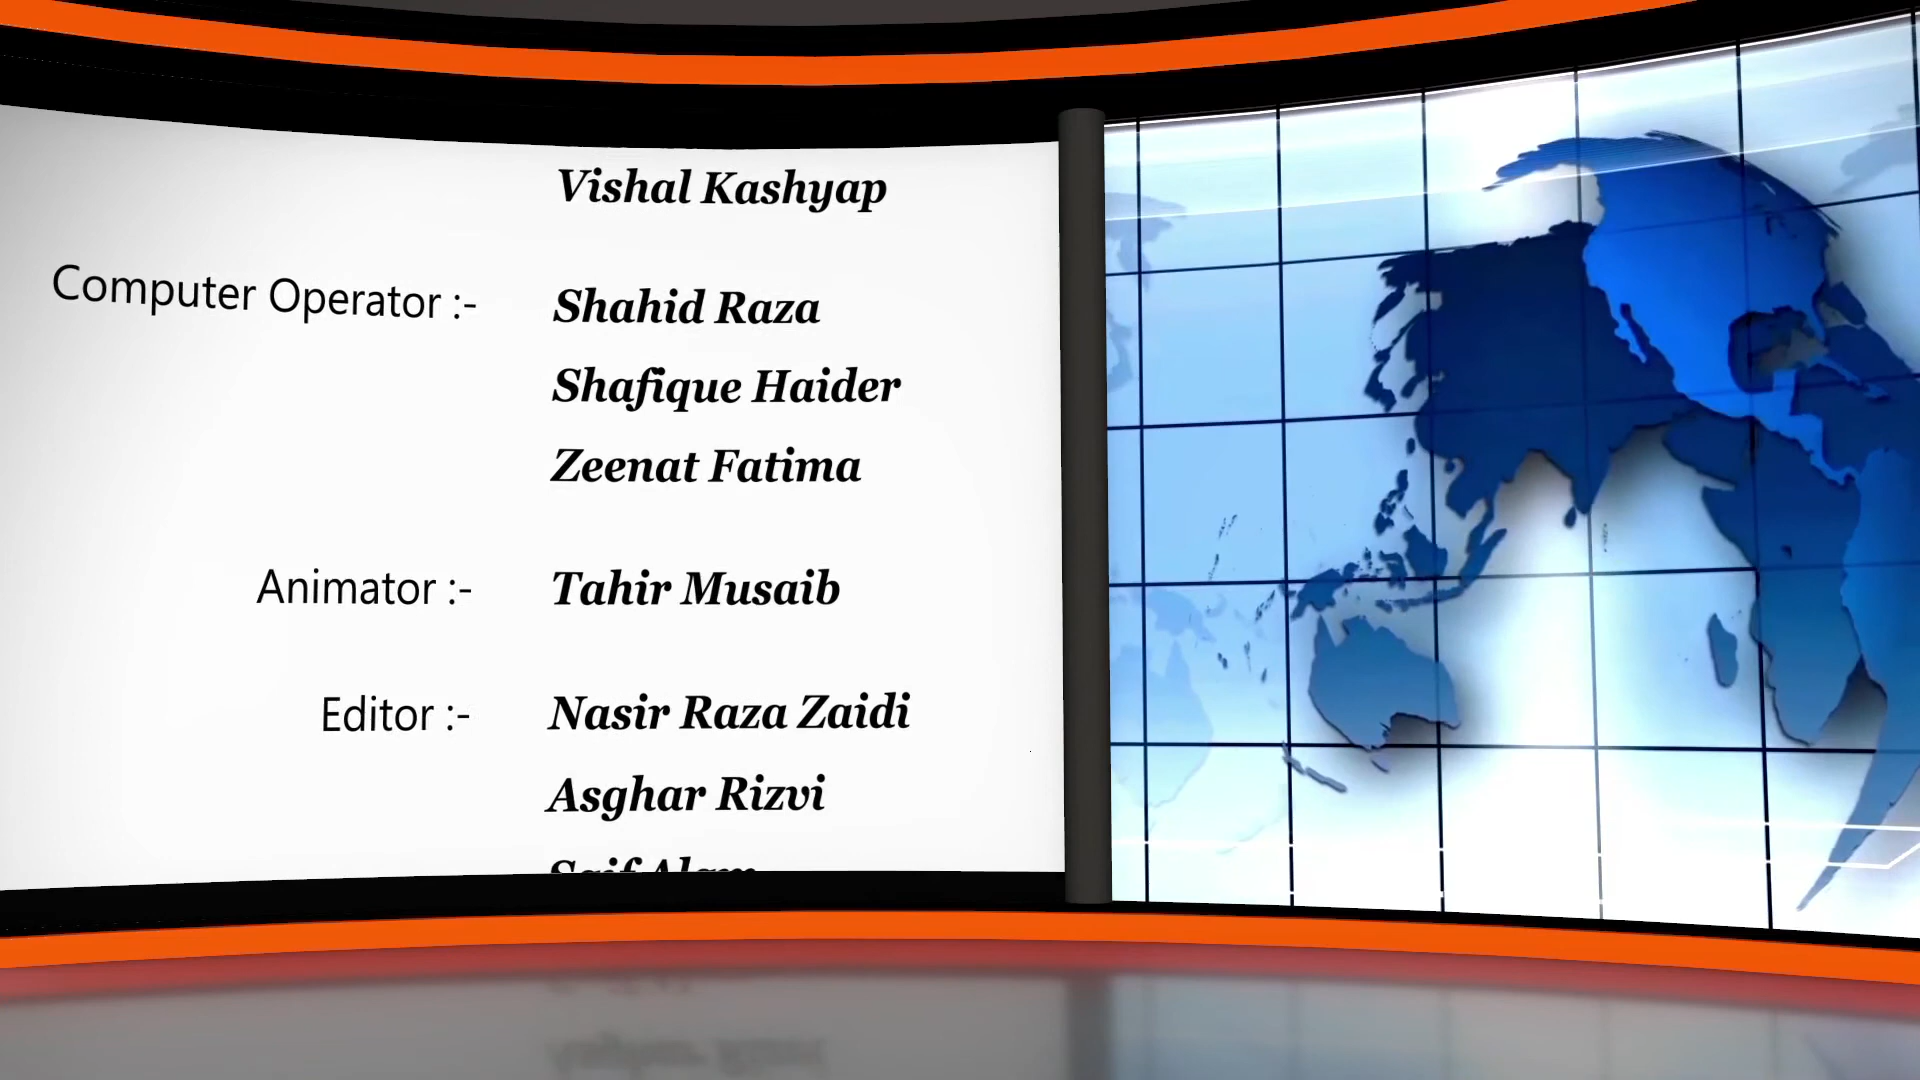 Vishal Kashyap
Computer Operator :- Shahid Raza
Shafique Haider
Zeenat Fatima
Animator :- Tahir Musaib
Editor :- Nasir Raza Zaidi
Asghar Rizvi